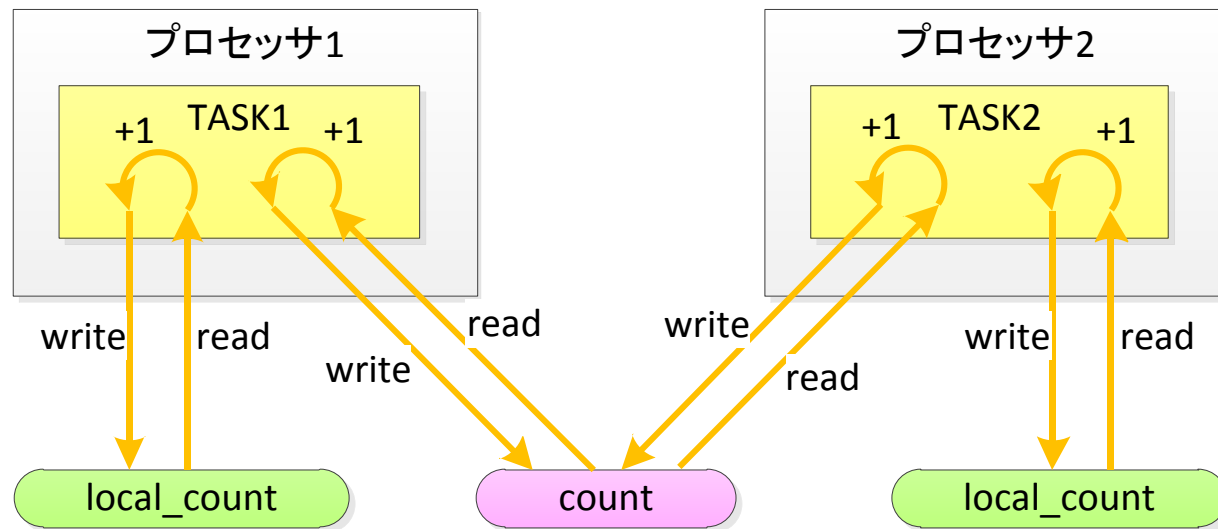 プロセッサ1
プロセッサ2
TASK1
+1
+1
TASK2
+1
+1
write
read
write
read
write
read
write
read
local_count
count
local_count